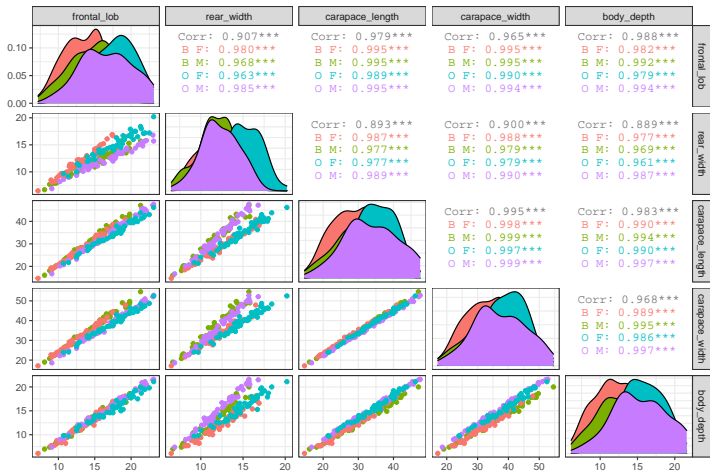 frontal_lob
rear_width
carapace_length
carapace_width
body_depth
0.10
0.05
0.00
Corr: 0.907***
B F: 0.980***
B M: 0.968***
O F: 0.963***
O M: 0.985***
Corr: 0.979***
B F: 0.995***
B M: 0.995***
O F: 0.989***
O M: 0.995***
Corr: 0.965***
B F: 0.995***
B M: 0.995***
O F: 0.990***
O M: 0.994***
Corr: 0.988***
B F: 0.982***
B M: 0.992***
O F: 0.979***
O M: 0.994***
frontal_lob
20
15
10
Corr: 0.893***
B F: 0.987***
B M: 0.977***
O F: 0.977***
O M: 0.989***
Corr: 0.900***
B F: 0.988***
B M: 0.979***
O F: 0.979***
O M: 0.990***
Corr: 0.889***
B F: 0.977***
B M: 0.969***
O F: 0.961***
O M: 0.987***
rear_width
40
30
20
Corr: 0.995***
B F: 0.998***
B M: 0.999***
O F: 0.997***
O M: 0.999***
Corr: 0.983***
B F: 0.990***
B M: 0.994***
O F: 0.990***
O M: 0.997***
carapace_length
50
40
30
20
Corr: 0.968***
B F: 0.989***
B M: 0.995***
O F: 0.986***
O M: 0.997***
carapace_width
20
15
10
body_depth
10 15 20
10 15 20
20 30 40
20 30 40 50
10 15 20